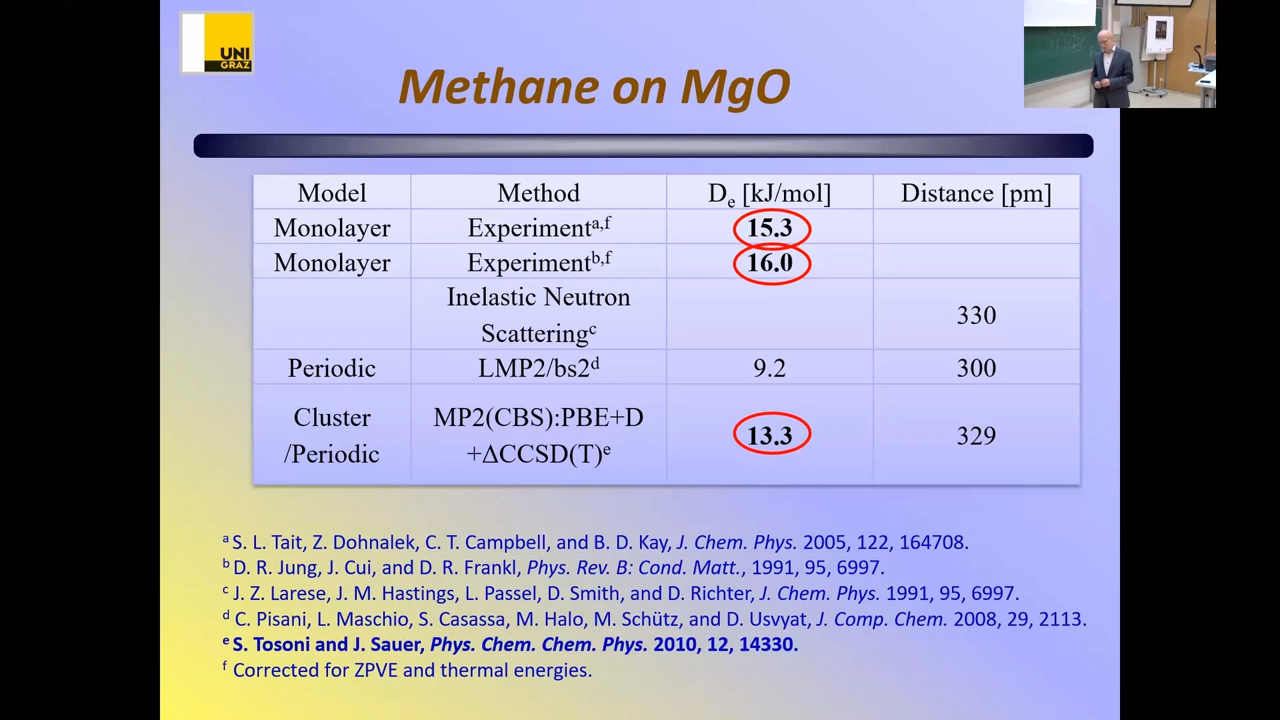 UNI
GRAZ
Methane on MgO
Model Method De [kJ/mol] Distance [pm]
Monolayer Experimentᵃ,ᶠ 15.3
Monolayer Experimentᵇ,ᶠ 16.0
Inelastic Neutron
Scatteringᶜ 330
Periodic LMP2/bs2ᵈ 9.2 300
Cluster
/Periodic MP2(CBS):PBE+D
+ΔCCSD(T)ᵉ 13.3 329
ᵃ S. L. Tait, Z. Dohnalek, C. T. Campbell, and B. D. Kay, J. Chem. Phys. 2005, 122, 164708.
ᵇ D. R. Jung, J. Cui, and D. R. Frankl, Phys. Rev. B: Cond. Matt., 1991, 95, 6997.
ᶜ J. Z. Larese, J. M. Hastings, L. Passel, D. Smith, and D. Richter, J. Chem. Phys. 1991, 95, 6997.
ᵈ C. Pisani, L. Maschio, S. Casassa, M. Halo, M. Schütz, and D. Usvyat, J. Comp. Chem. 2008, 29, 2113.
ᵉ S. Tosoni and J. Sauer, Phys. Chem. Chem. Phys. 2010, 12, 14330.
ᶠ Corrected for ZPVE and thermal energies.